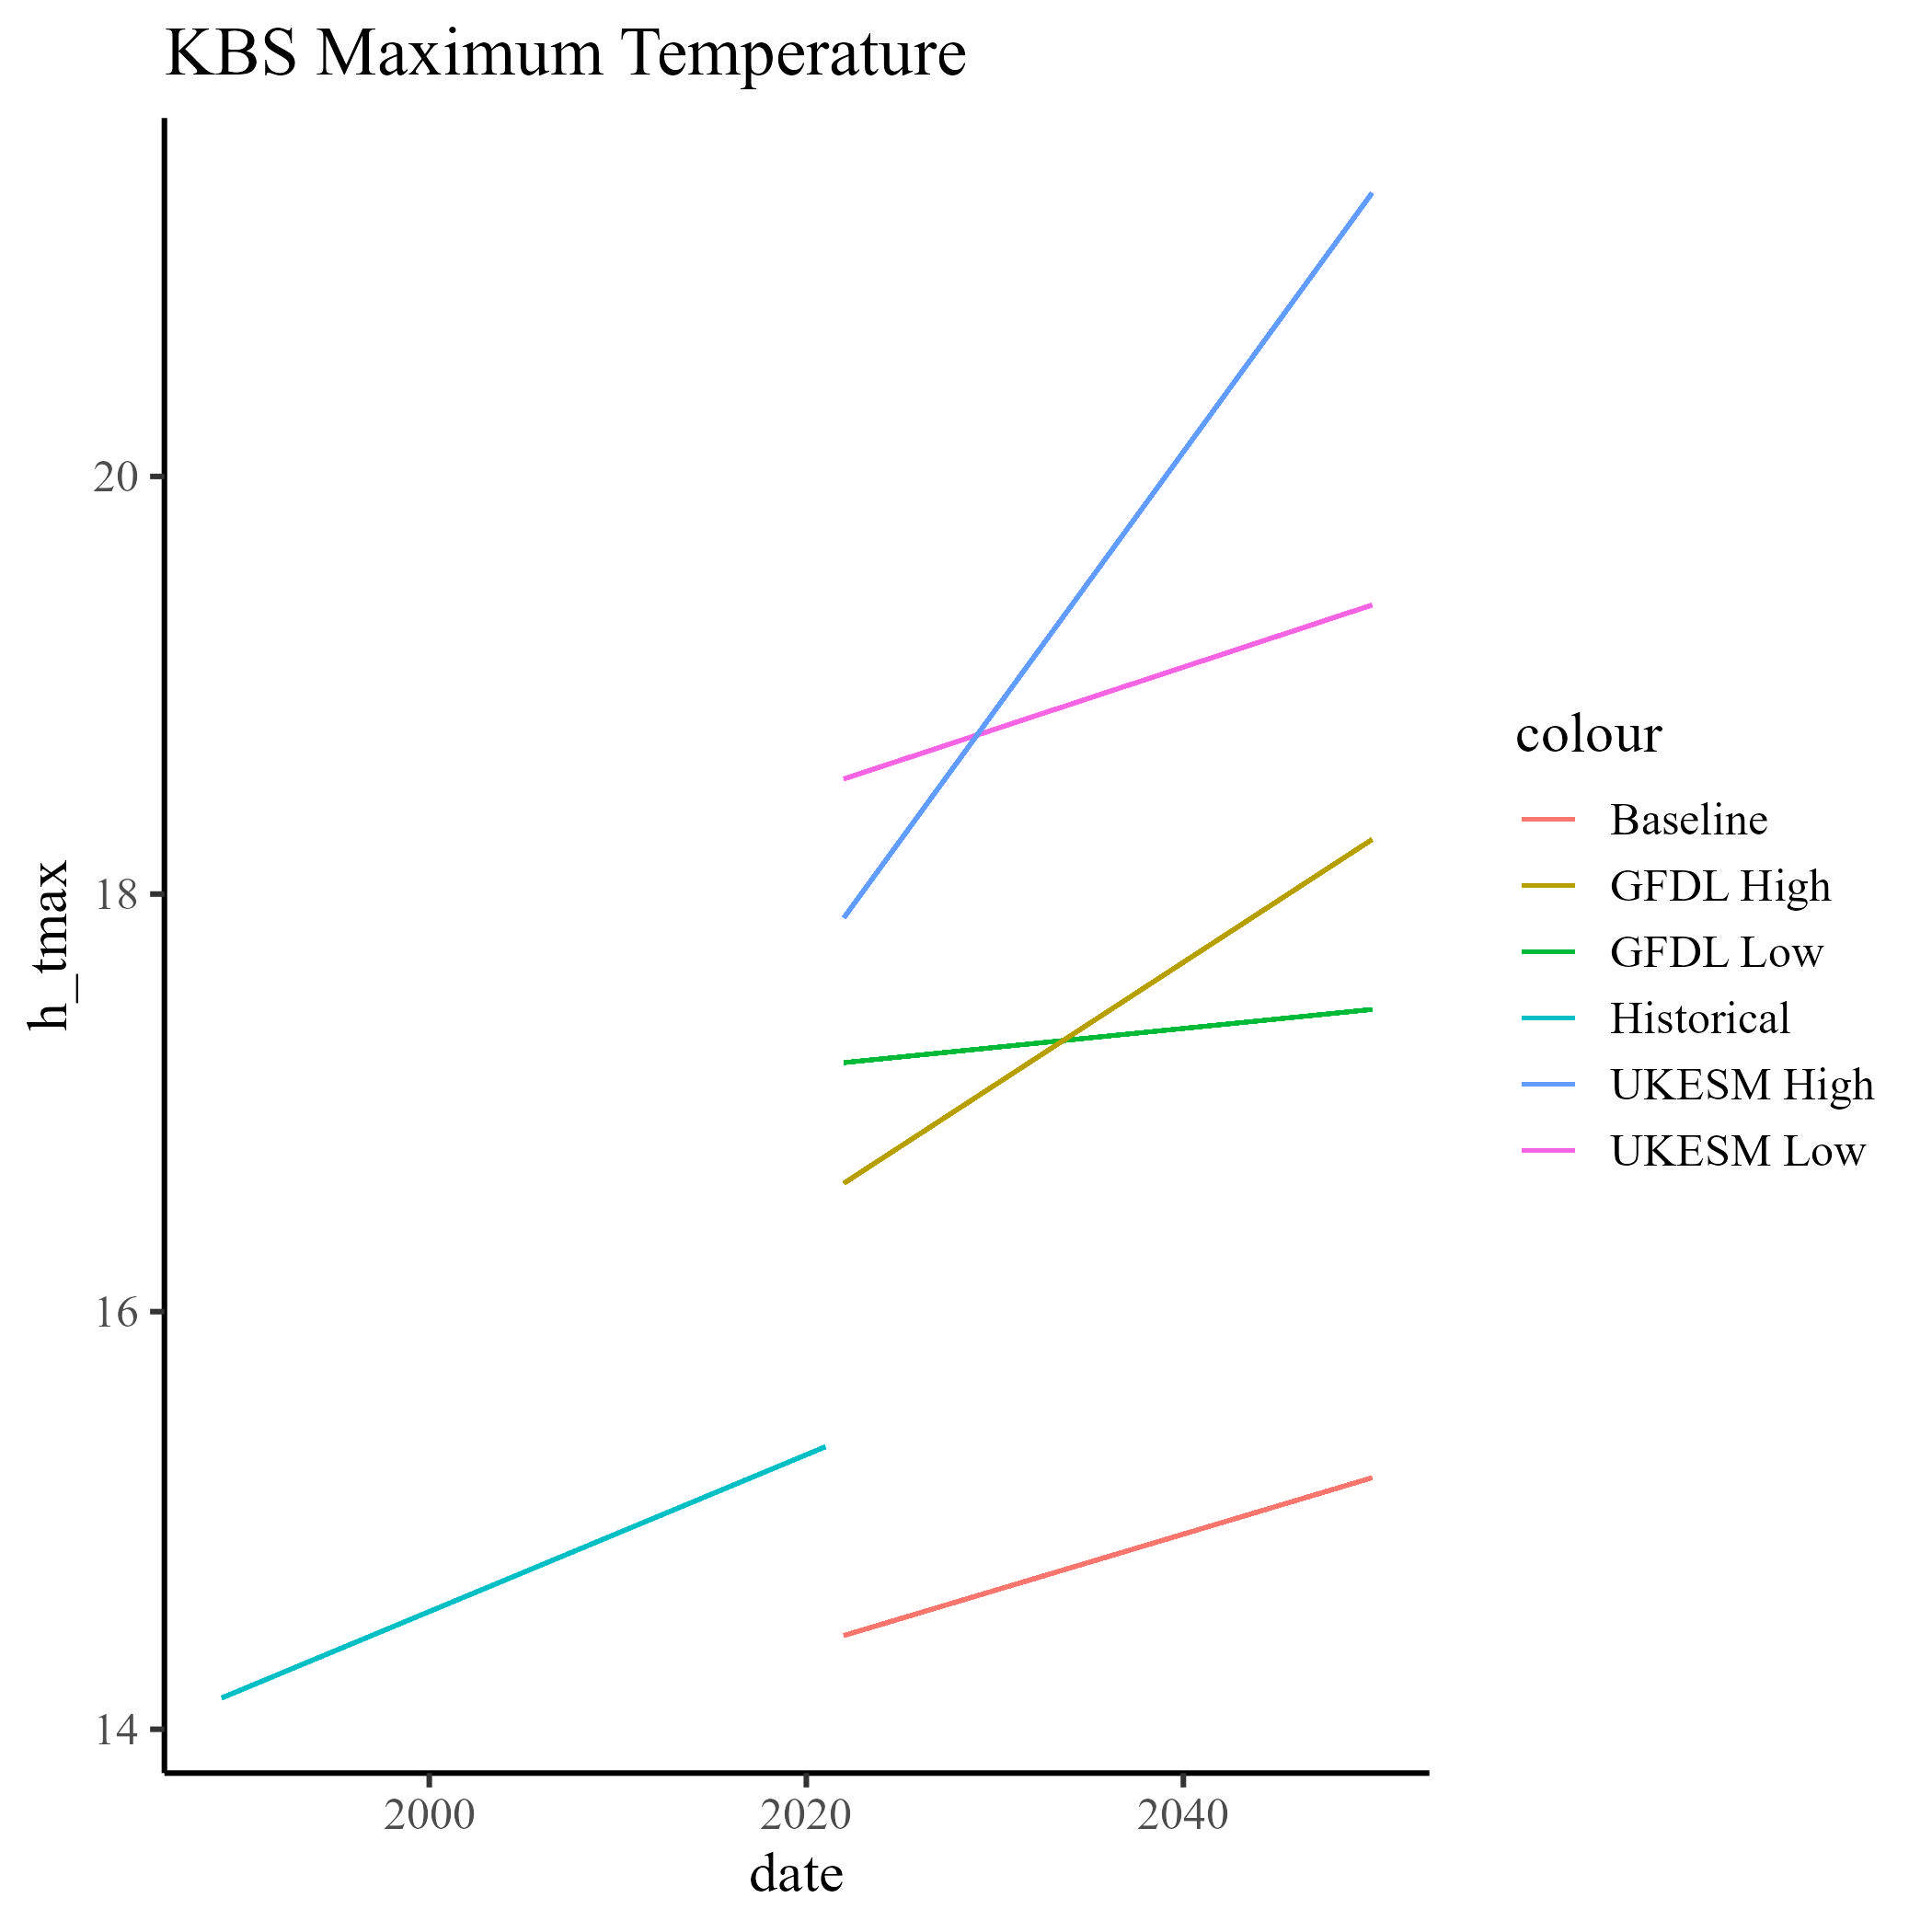 KBS Maximum Temperature
20
18
16
14
h_tmax
2000
2020
2040
date
colour
Baseline
GFDL High
GFDL Low
Historical
UKESM High
UKESM Low